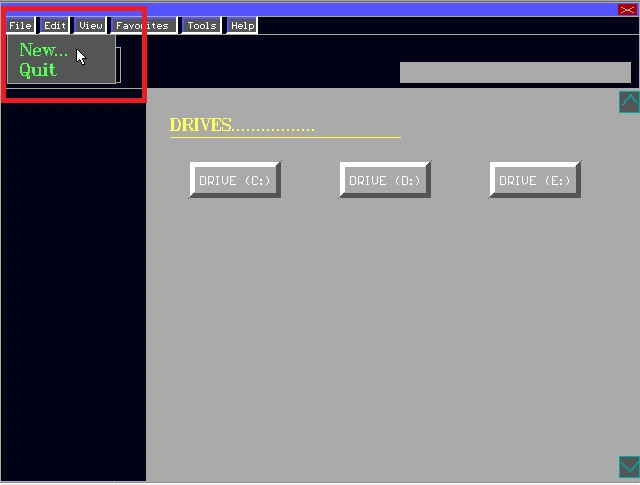 File Edit View Favorites Tools Help
New...
Quit
DRIVES.................
DRIVE (C:) DRIVE (D:) DRIVE (E:)